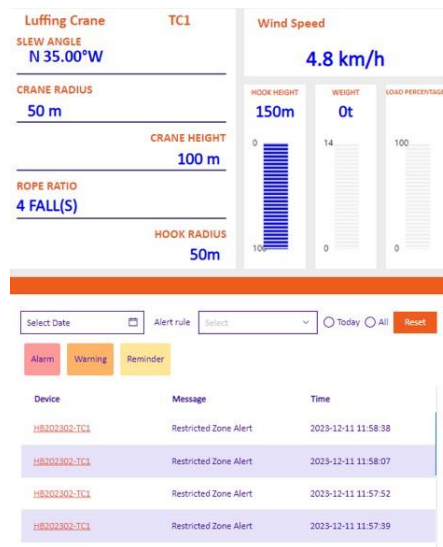 Luffing Crane TC1
SLEW ANGLE
N 35.00°W
CRANE RADIUS
50 m
CRANE HEIGHT
100 m
ROPE RATIO
4 FALL(S)
HOOK RADIUS
50m
Wind Speed
4.8 km/h
HOOK HEIGHT WEIGHT LOAD PERCENTAGE
150m 0t
0 14 100
100 0 0
Select Date Alert rule Select Today All Reset
Alarm Warning Reminder
Device Message Time
HB202302-TC1 Restricted Zone Alert 2023-12-11 11:58:38
HB202302-TC1 Restricted Zone Alert 2023-12-11 11:58:07
HB202302-TC1 Restricted Zone Alert 2023-12-11 11:57:52
HB202302-TC1 Restricted Zone Alert 2023-12-11 11:57:39